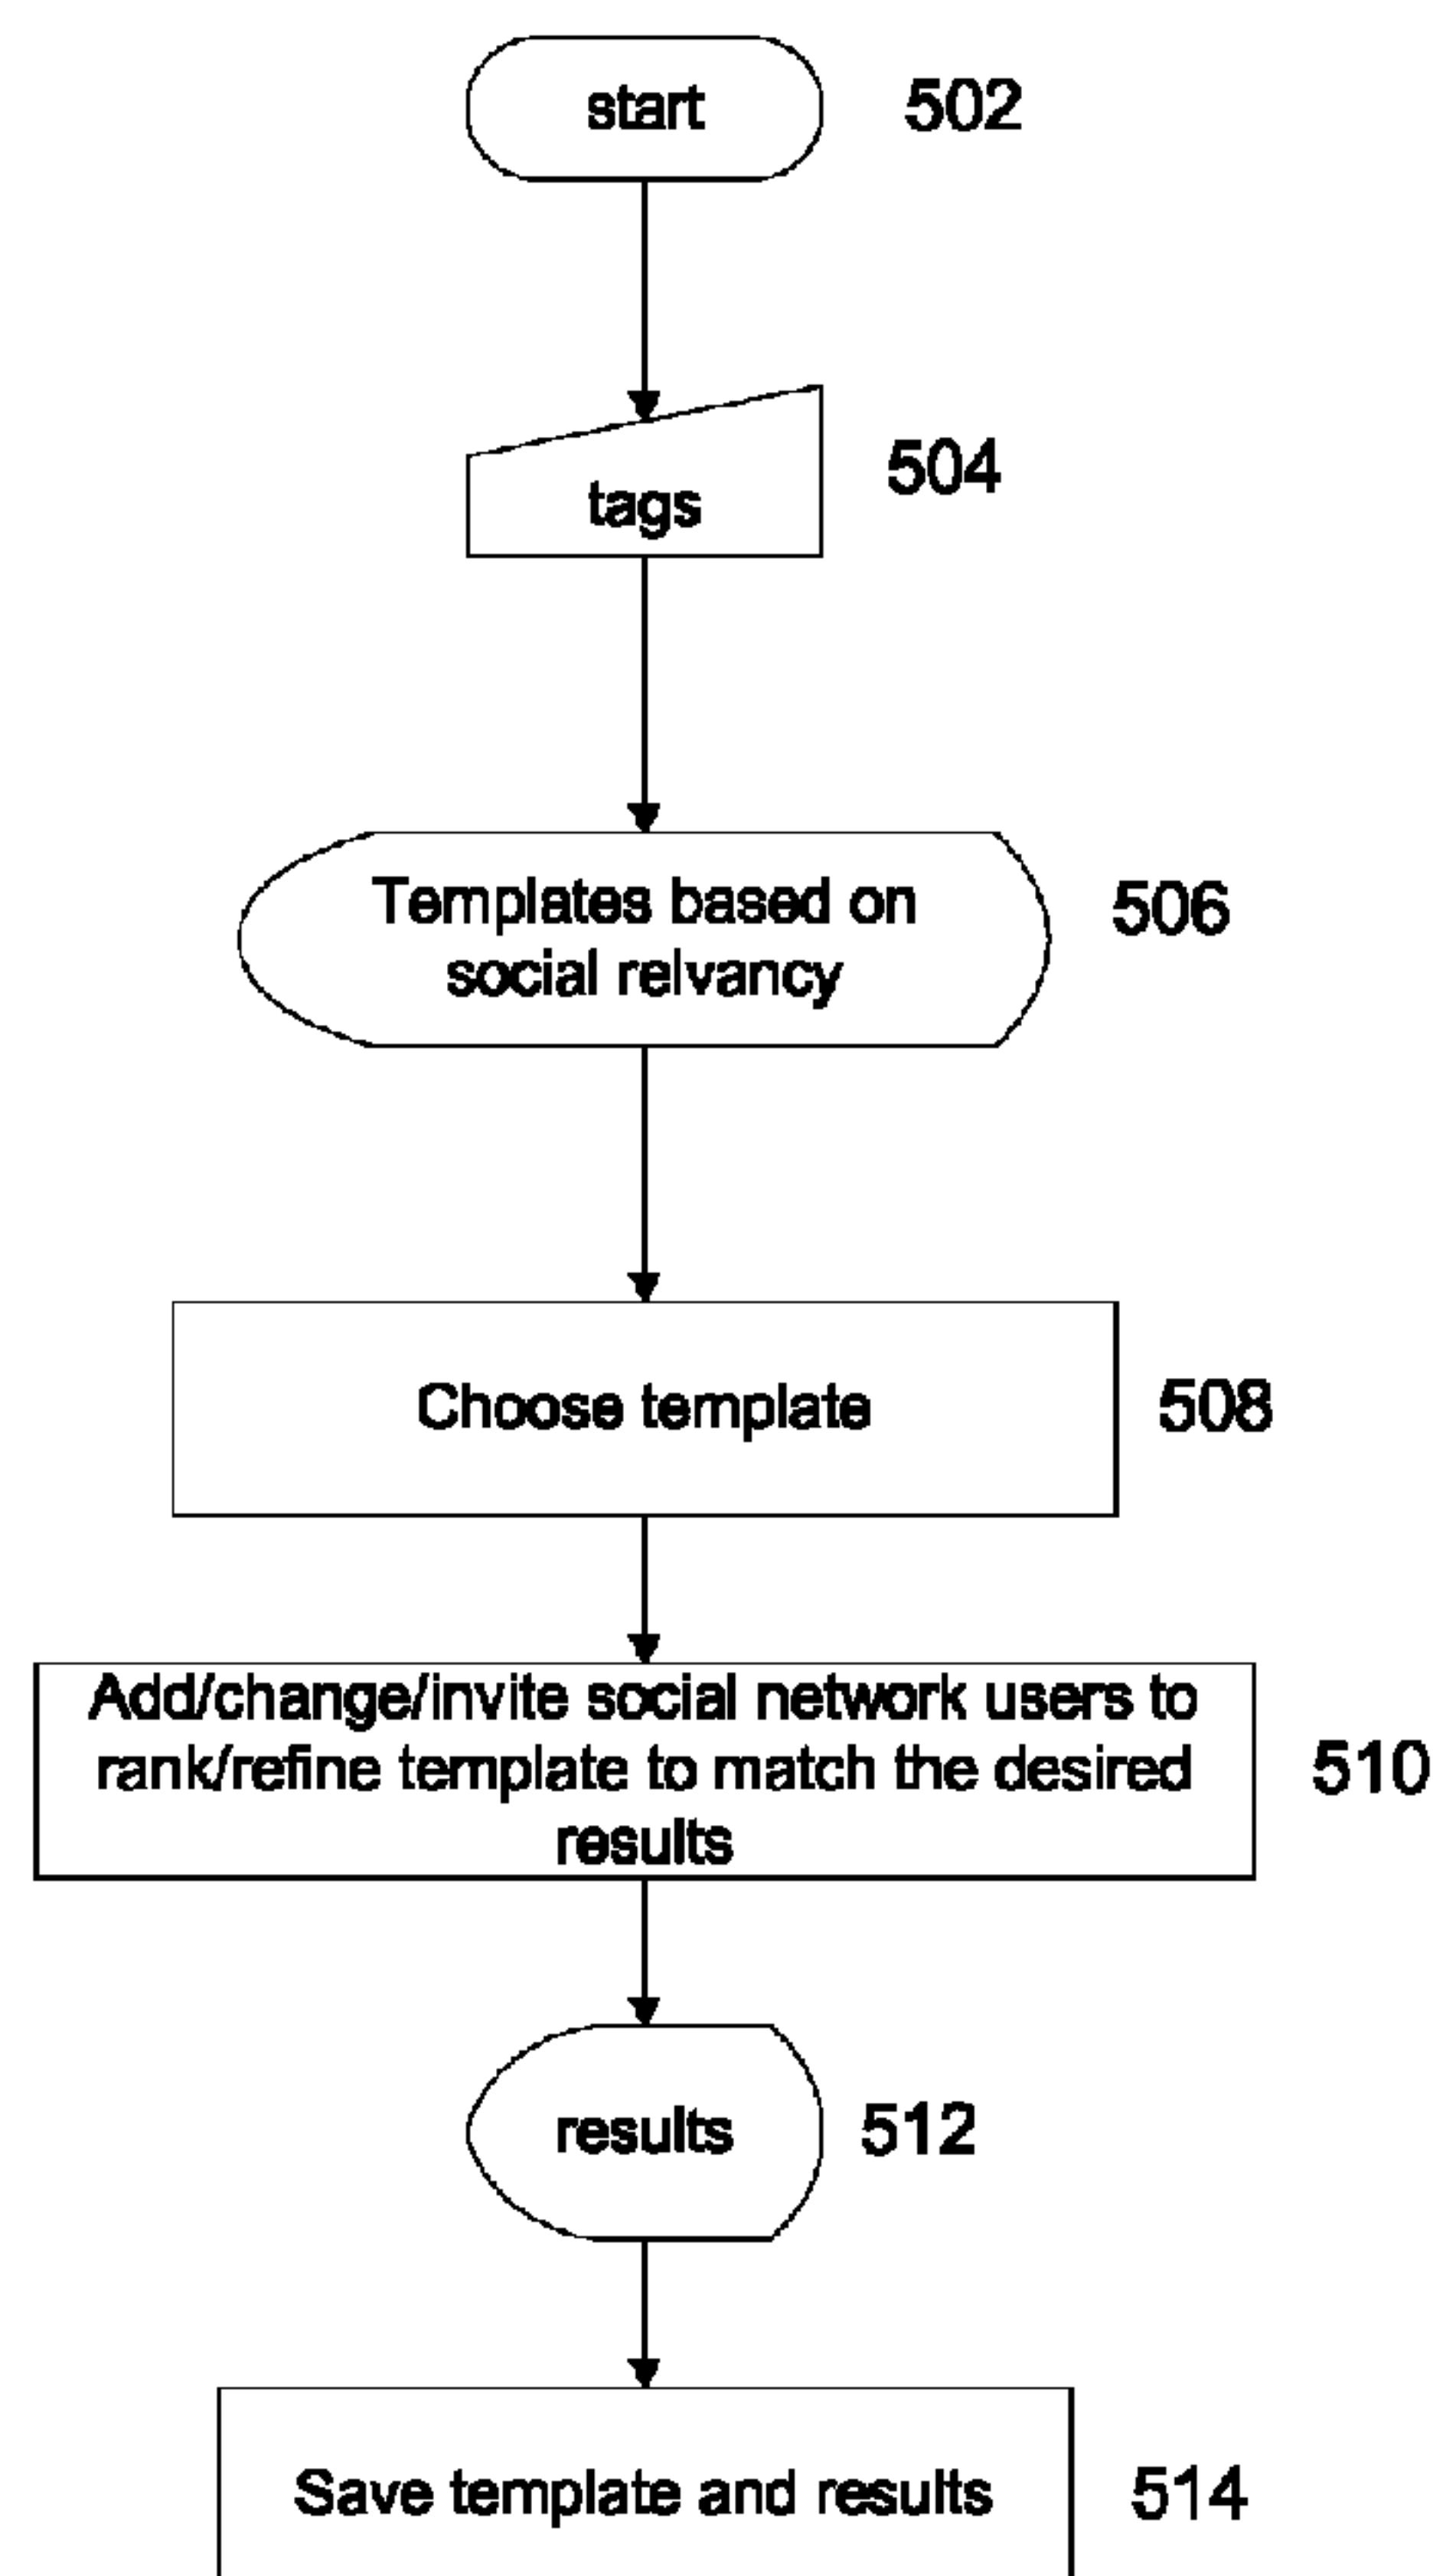 start
502
tags
504
Templates based on
social relvancy
506
Choose template
508
Add/change/invite social network users to
rank/refine template to match the desired
results
510
results
512
Save template and results
514